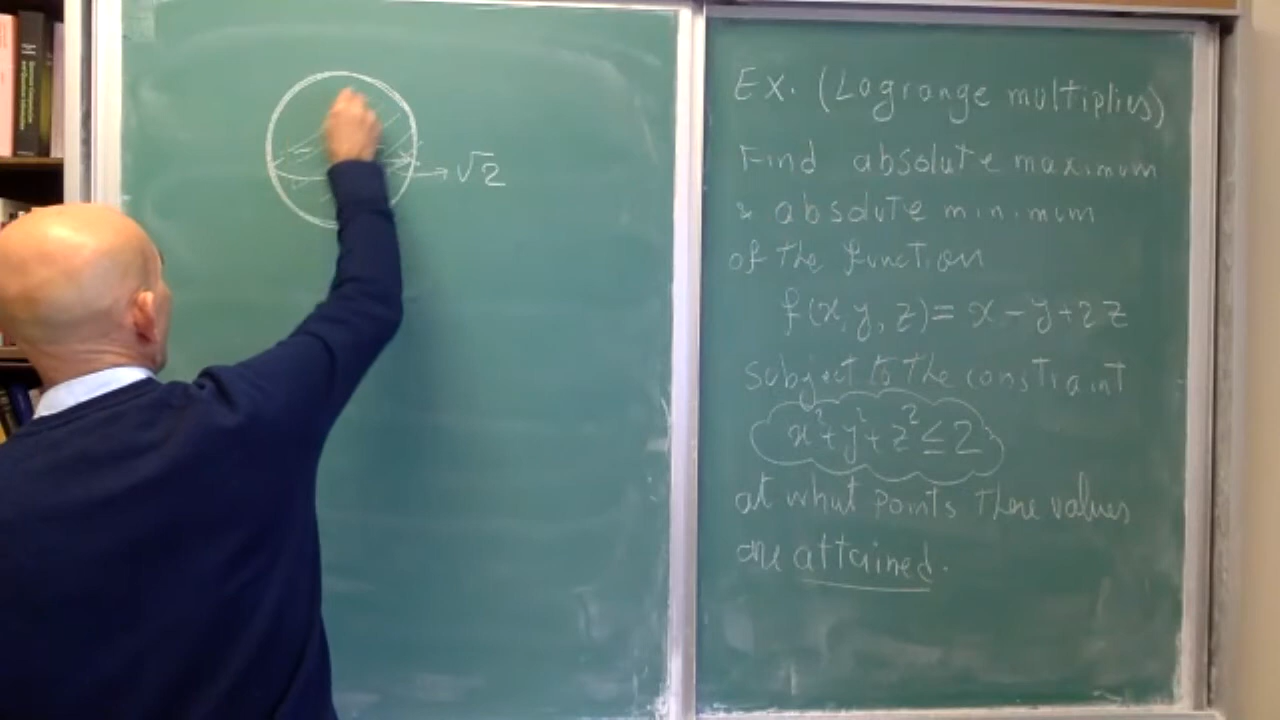 √2
EX. (Lagrange multiplies)
Find absolute maximum
& absolute minimum
of the function
f(x, y, z) = x - y + 2z
subject to the constraint
x² + y² + z² ≤ 2
at what points there values
are attained.